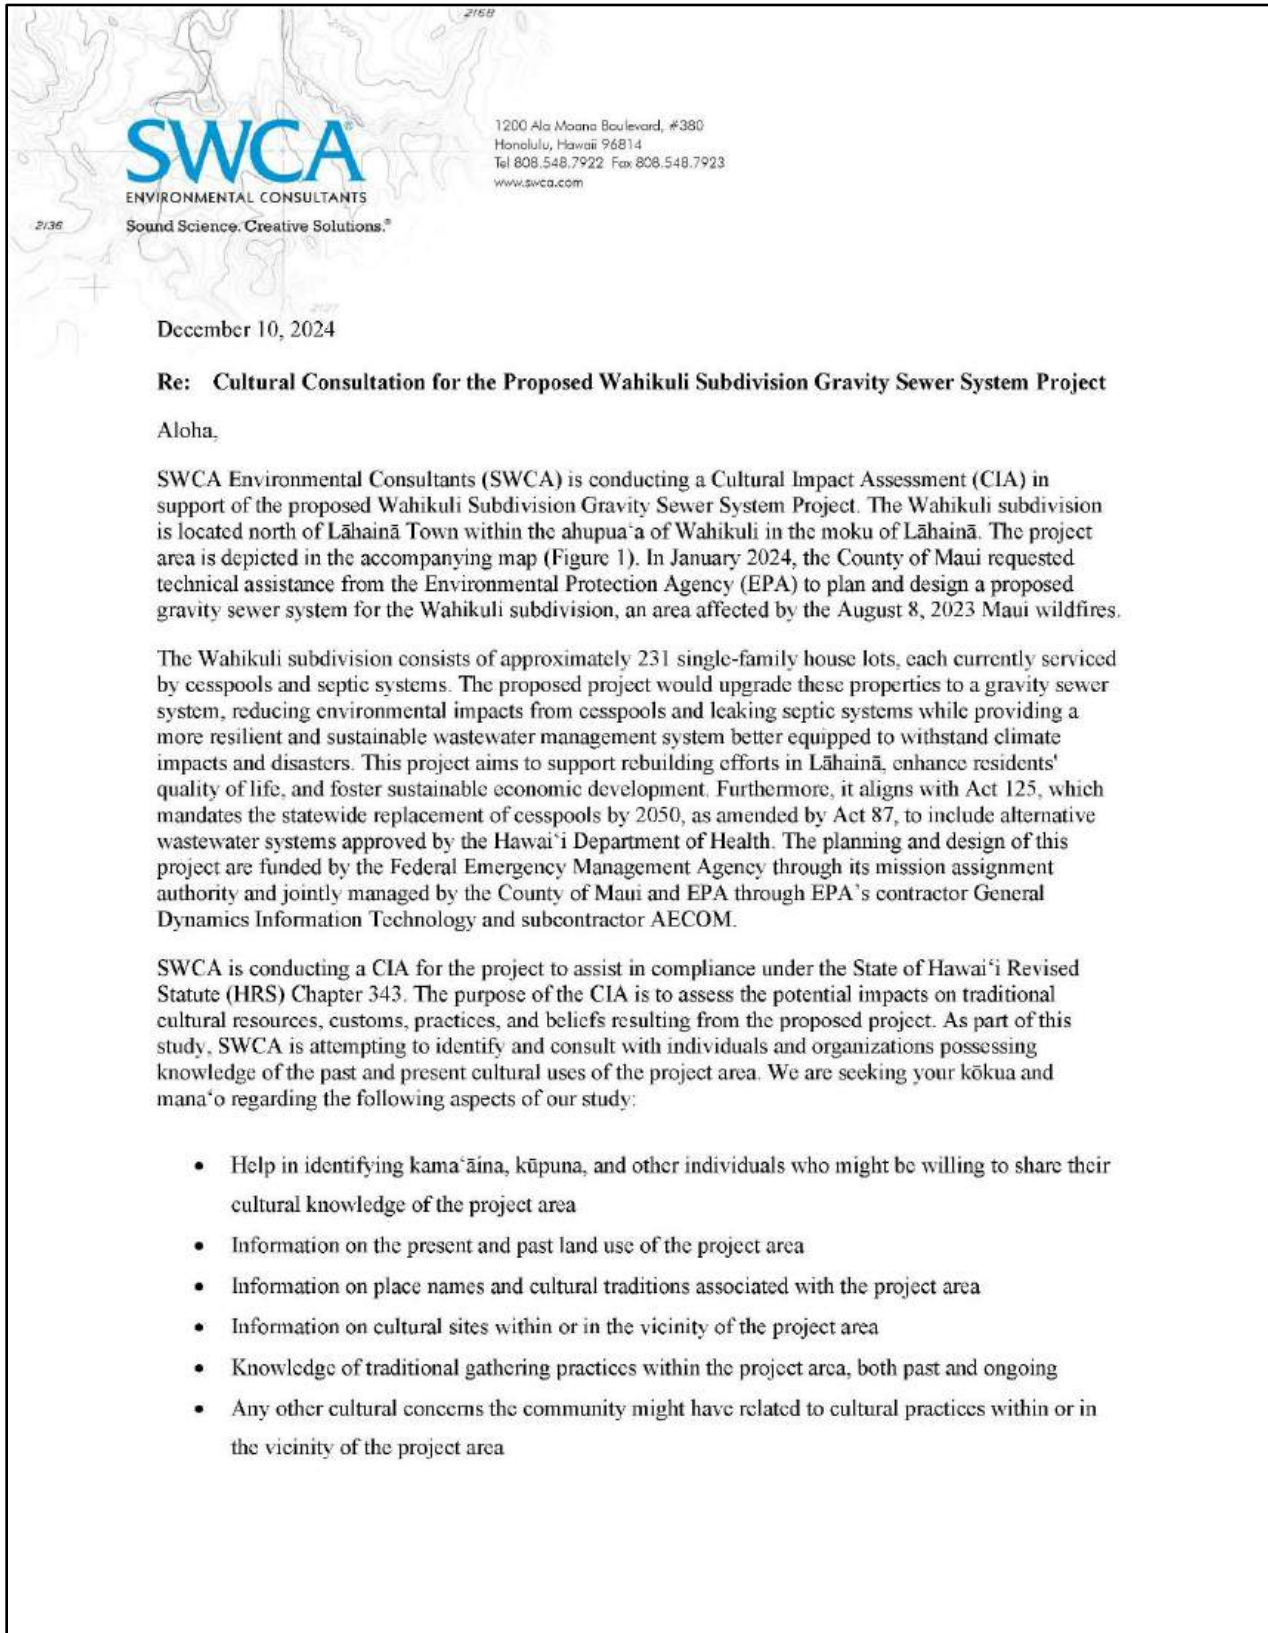 2168
SWCA®
ENVIRONMENTAL CONSULTANTS
Sound Science. Creative Solutions.®
2136
2127
1200 Ala Moana Boulevard, #380
Honolulu, Hawaii 96814
Tel 808.548.7922 Fax 808.548.7923
www.swca.com
December 10, 2024
Re: Cultural Consultation for the Proposed Wahikuli Subdivision Gravity Sewer System Project
Aloha,
SWCA Environmental Consultants (SWCA) is conducting a Cultural Impact Assessment (CIA) in
support of the proposed Wahikuli Subdivision Gravity Sewer System Project. The Wahikuli subdivision
is located north of Lāhainā Town within the ahupuaʻa of Wahikuli in the moku of Lāhainā. The project
area is depicted in the accompanying map (Figure 1). In January 2024, the County of Maui requested
technical assistance from the Environmental Protection Agency (EPA) to plan and design a proposed
gravity sewer system for the Wahikuli subdivision, an area affected by the August 8, 2023 Maui wildfires.
The Wahikuli subdivision consists of approximately 231 single-family house lots, each currently serviced
by cesspools and septic systems. The proposed project would upgrade these properties to a gravity sewer
system, reducing environmental impacts from cesspools and leaking septic systems while providing a
more resilient and sustainable wastewater management system better equipped to withstand climate
impacts and disasters. This project aims to support rebuilding efforts in Lāhainā, enhance residents'
quality of life, and foster sustainable economic development. Furthermore, it aligns with Act 125, which
mandates the statewide replacement of cesspools by 2050, as amended by Act 87, to include alternative
wastewater systems approved by the Hawaiʻi Department of Health. The planning and design of this
project are funded by the Federal Emergency Management Agency through its mission assignment
authority and jointly managed by the County of Maui and EPA through EPA's contractor General
Dynamics Information Technology and subcontractor AECOM.
SWCA is conducting a CIA for the project to assist in compliance under the State of Hawaiʻi Revised
Statute (HRS) Chapter 343. The purpose of the CIA is to assess the potential impacts on traditional
cultural resources, customs, practices, and beliefs resulting from the proposed project. As part of this
study, SWCA is attempting to identify and consult with individuals and organizations possessing
knowledge of the past and present cultural uses of the project area. We are seeking your kōkua and
manaʻo regarding the following aspects of our study:
• Help in identifying kamaʻāina, kūpuna, and other individuals who might be willing to share their
cultural knowledge of the project area
• Information on the present and past land use of the project area
• Information on place names and cultural traditions associated with the project area
• Information on cultural sites within or in the vicinity of the project area
• Knowledge of traditional gathering practices within the project area, both past and ongoing
• Any other cultural concerns the community might have related to cultural practices within or in
the vicinity of the project area